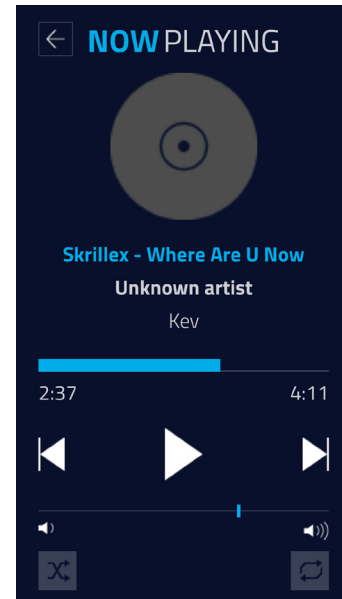 NOW PLAYING
Skrillex - Where Are U Now
Unknown artist
Kev
2:37 4:11